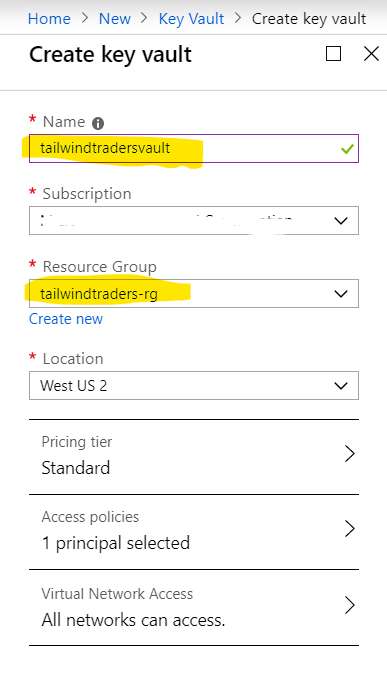 Home > New > Key Vault > Create key vault
Create key vault
* Name
tailwindtradersvault
* Subscription
* Resource Group
tailwindtraders-rg
Create new
* Location
West US 2
Pricing tier
Standard
Access policies
1 principal selected
Virtual Network Access
All networks can access.